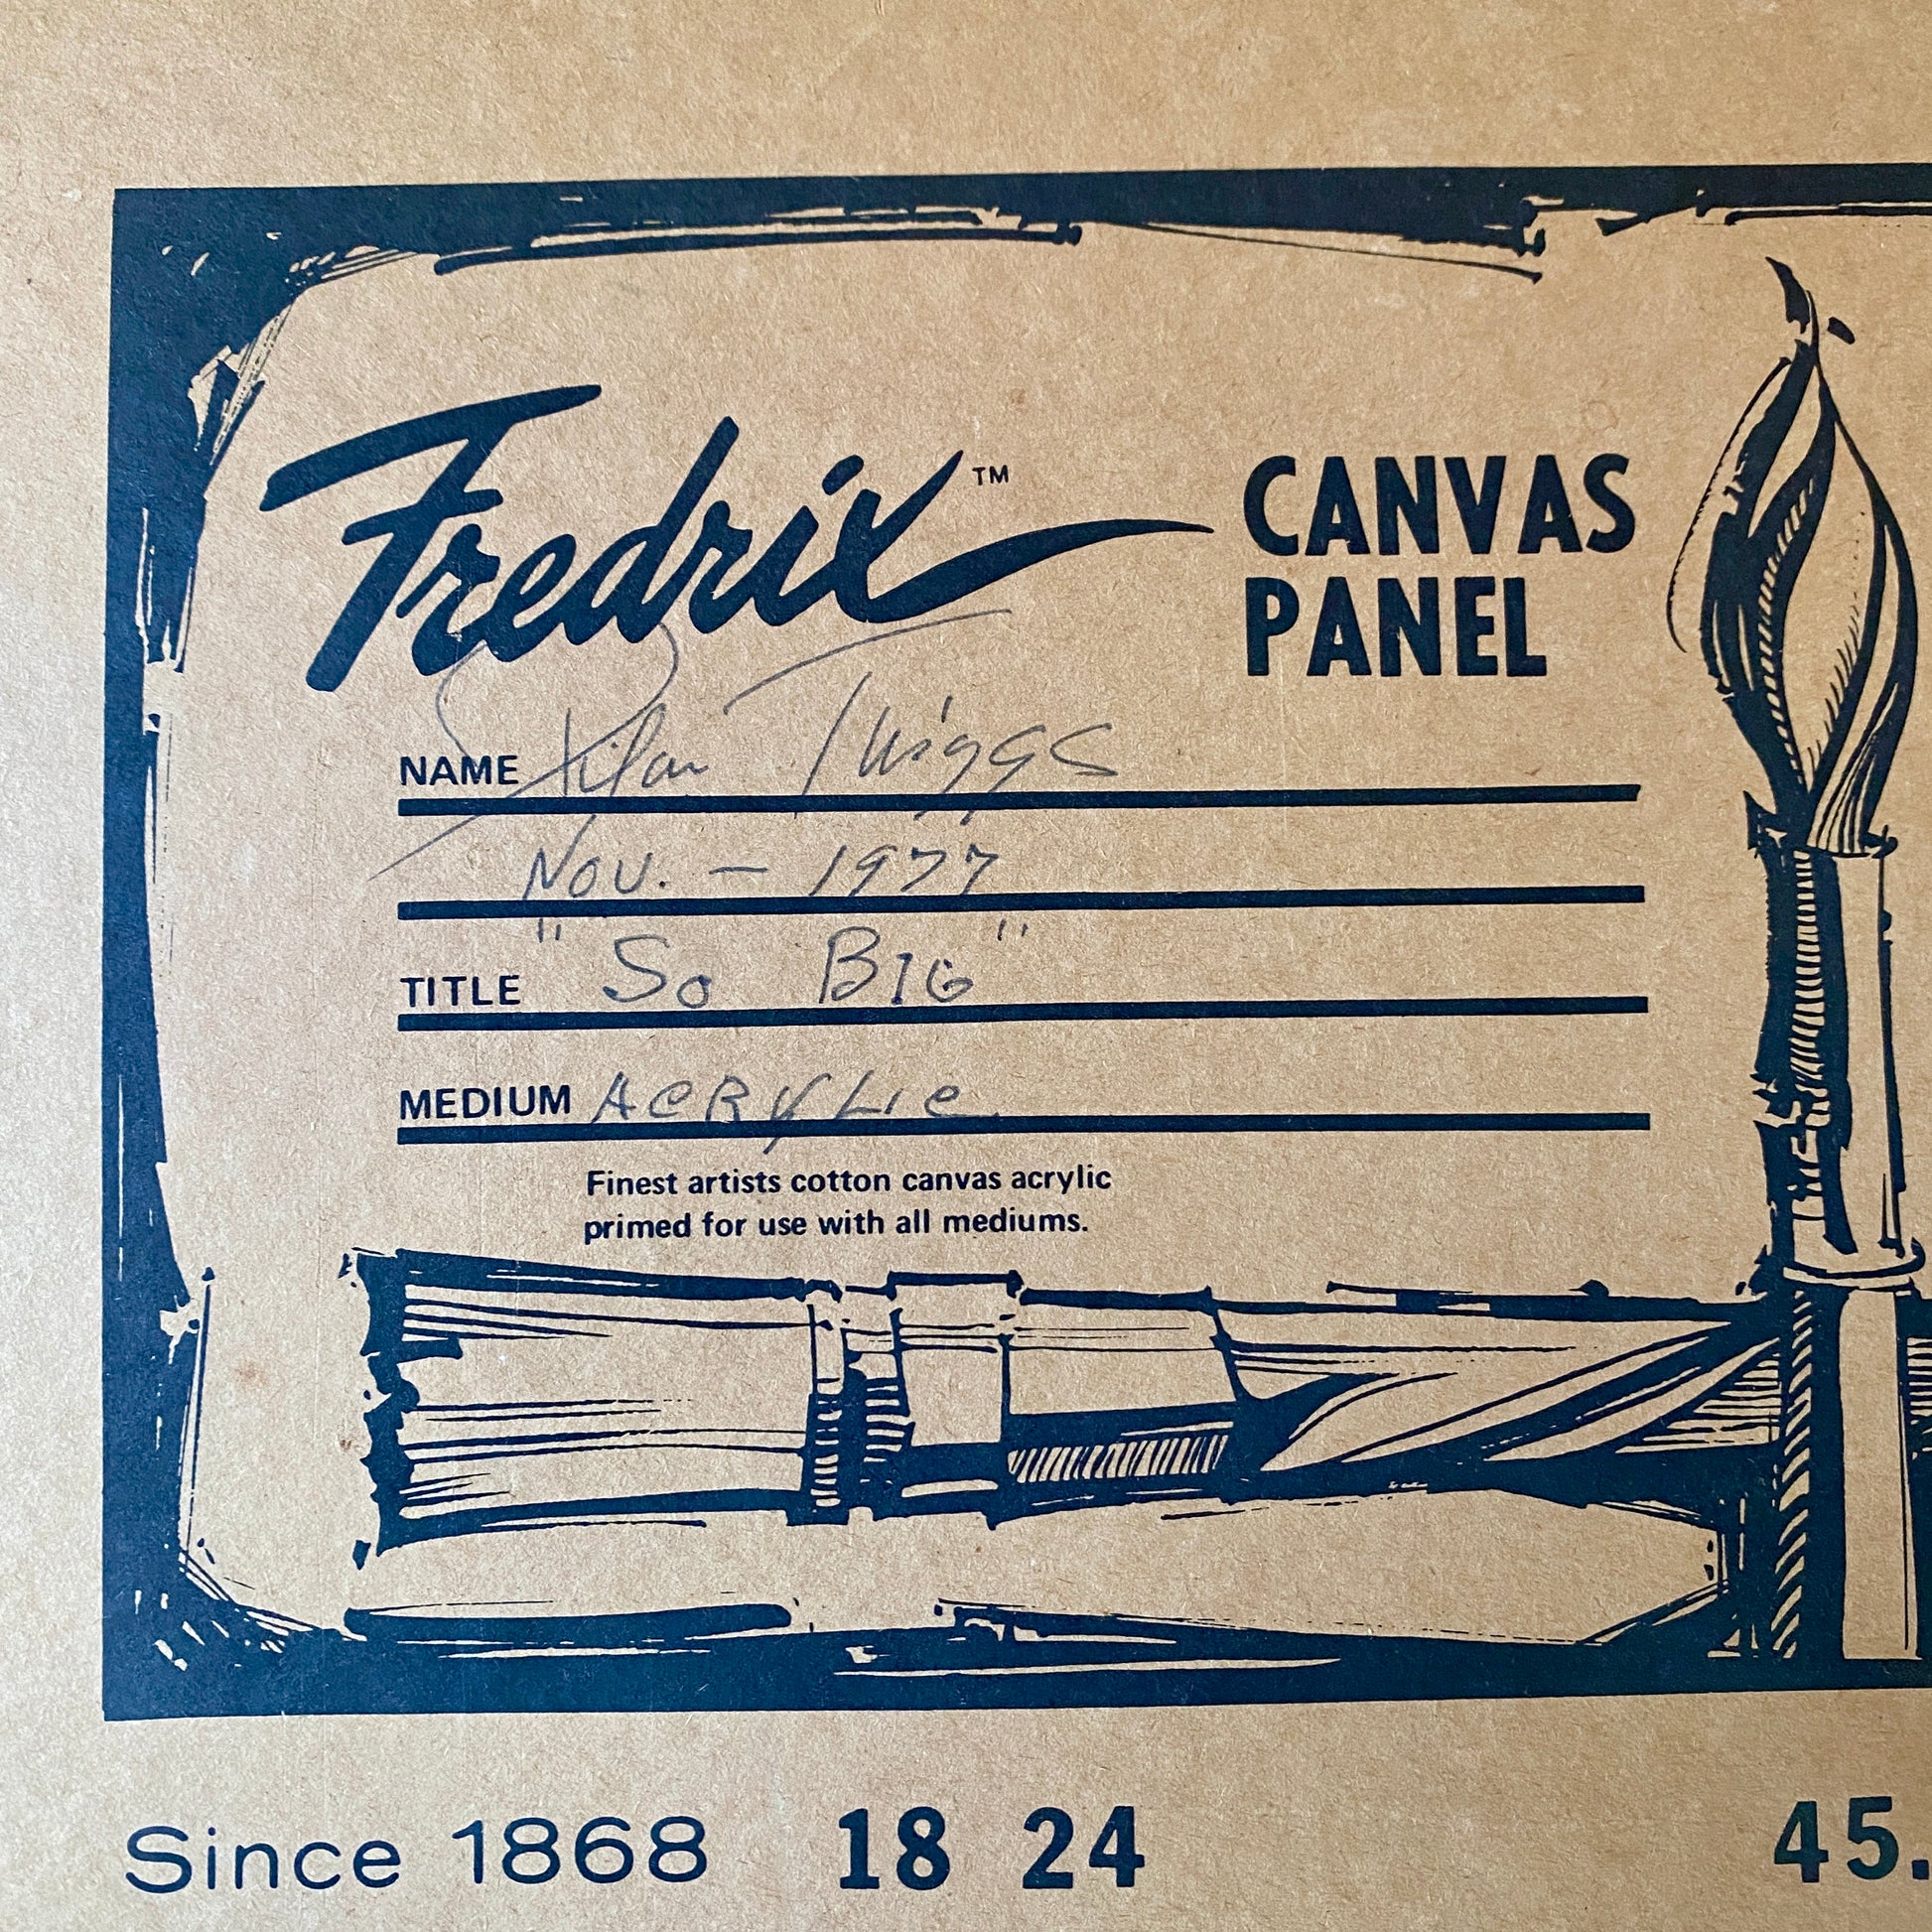 Fredrix™ CANVAS
PANEL
NAME Twiggs
Nov. - 1977
TITLE "So BIG"
MEDIUM AcRyLic
Finest artists cotton canvas acrylic
primed for use with all mediums.
Since 1868 18 24 45.